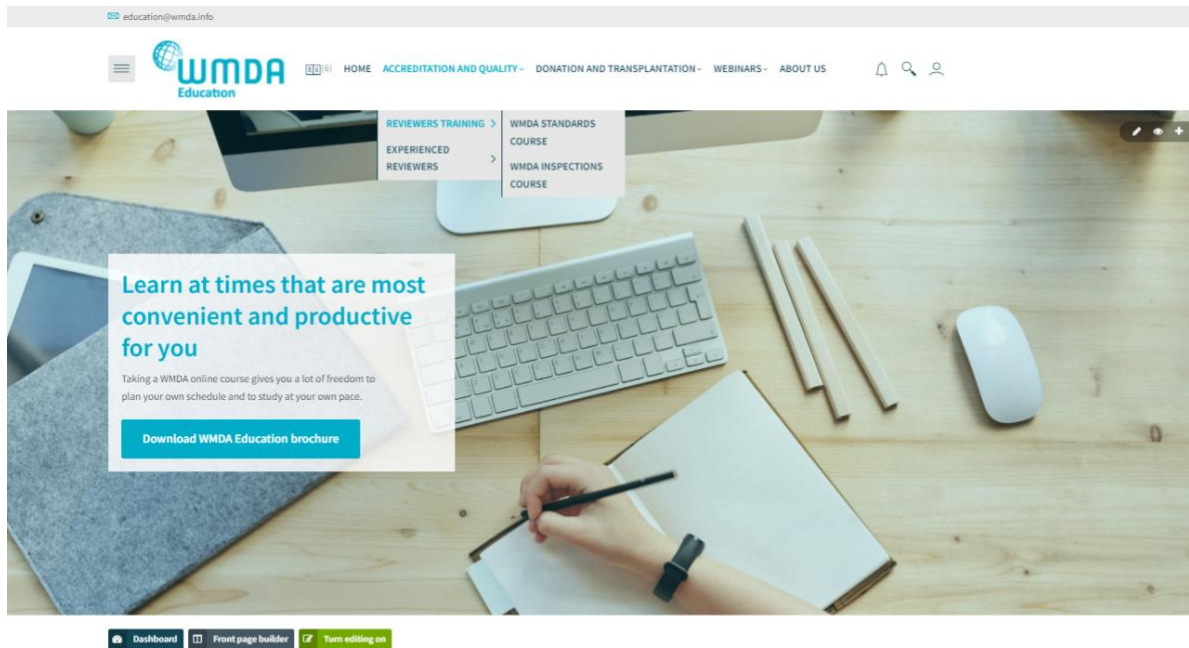 education@wmda.info
WMDA
Education
HOME ACCREDITATION AND QUALITY DONATION AND TRANSPLANTATION WEBINARS ABOUT US
REVIEWERS TRAINING
EXPERIENCED
REVIEWERS
WMDA STANDARDS
COURSE
WMDA INSPECTIONS
COURSE
Learn at times that are most
convenient and productive
for you
Taking a WMDA online course gives you a lot of freedom to
plan your own schedule and to study at your own pace.
Download WMDA Education brochure
Dashboard Front page builder Turn editing on